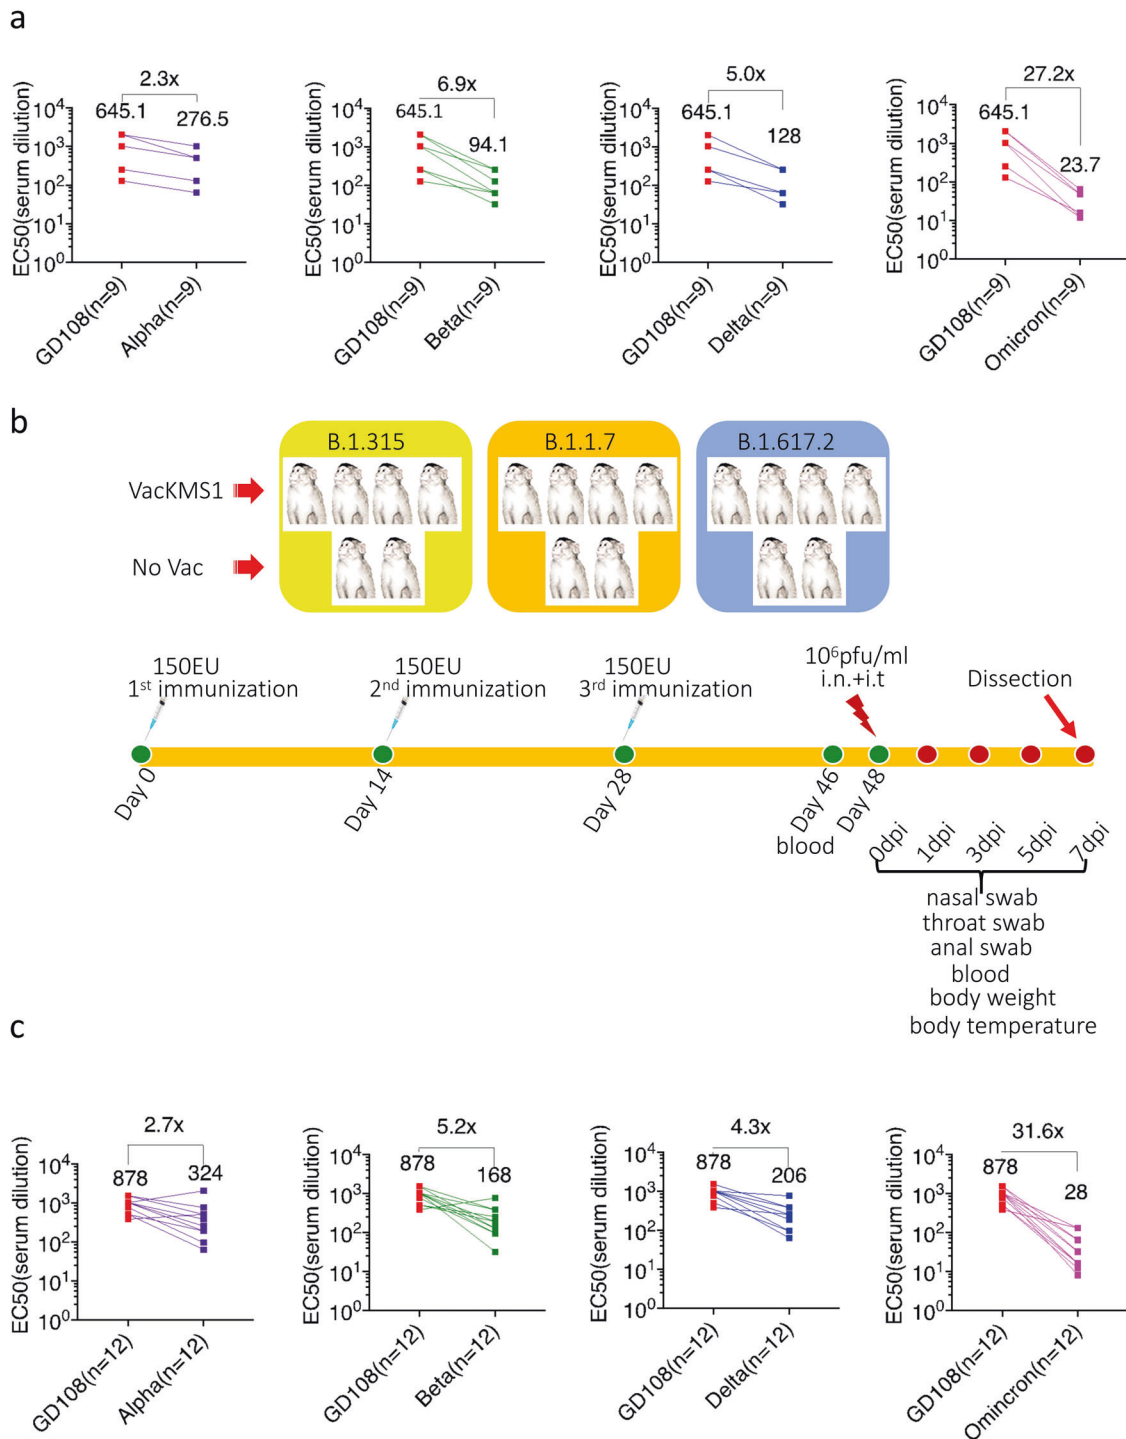 a
2.3x
EC50(serum dilution)
10⁴
10³
10²
10¹
10⁰
645.1
276.5
GD108(n=9)
Alpha(n=9)
6.9x
EC50(serum dilution)
10⁴
10³
10²
10¹
10⁰
645.1
94.1
GD108(n=9)
Beta(n=9)
5.0x
EC50(serum dilution)
10⁴
10³
10²
10¹
10⁰
645.1
128
GD108(n=9)
Delta(n=9)
27.2x
EC50(serum dilution)
10⁴
10³
10²
10¹
10⁰
645.1
23.7
GD108(n=9)
Omicron(n=9)
b
B.1.315
B.1.1.7
B.1.617.2
VacKMS1
No Vac
150EU
1st immunization
150EU
2nd immunization
150EU
3rd immunization
10⁶pfu/ml
i.n.+i.t
Dissection
Day 0
Day 14
Day 28
Day 46
Day 48
blood
0dpi
1dpi
3dpi
5dpi
7dpi
nasal swab
throat swab
anal swab
blood
body weight
body temperature
c
2.7x
EC50(serum dilution)
10⁴
10³
10²
10¹
10⁰
878
324
GD108(n=12)
Alpha(n=12)
5.2x
EC50(serum dilution)
10⁴
10³
10²
10¹
10⁰
878
168
GD108(n=12)
Beta(n=12)
4.3x
EC50(serum dilution)
10⁴
10³
10²
10¹
10⁰
878
206
GD108(n=12)
Delta(n=12)
31.6x
EC50(serum dilution)
10⁴
10³
10²
10¹
10⁰
878
28
GD108(n=12)
Omincron(n=12)